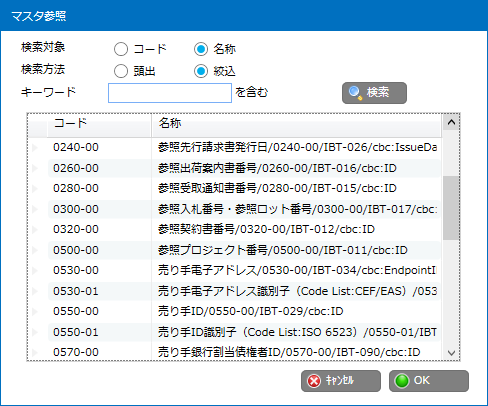 マスタ参照
検索対象 コード 名称
検索方法 頭出 絞込
キーワード を含む 検索
コード 名称
0240-00 参照先行請求書発行日/0240-00/IBT-026/cbc:IssueDa
0260-00 参照出荷案内書番号/0260-00/IBT-016/cbc:ID
0280-00 参照受取通知書番号/0280-00/IBT-015/cbc:ID
0300-00 参照入札番号・参照ロット番号/0300-00/IBT-017/cbc:
0320-00 参照契約書番号/0320-00/IBT-012/cbc:ID
0500-00 参照プロジェクト番号/0500-00/IBT-011/cbc:ID
0530-00 売り手電子アドレス/0530-00/IBT-034/cbc:EndpointI
0530-01 売り手電子アドレス識別子（Code List:CEF/EAS）/053
0550-00 売り手ID/0550-00/IBT-029/cbc:ID
0550-01 売り手ID識別子（Code List:ISO 6523）/0550-01/IBT
0570-00 売り手銀行割当債権者ID/0570-00/IBT-090/cbc:ID
ｷｬﾝｾﾙ OK